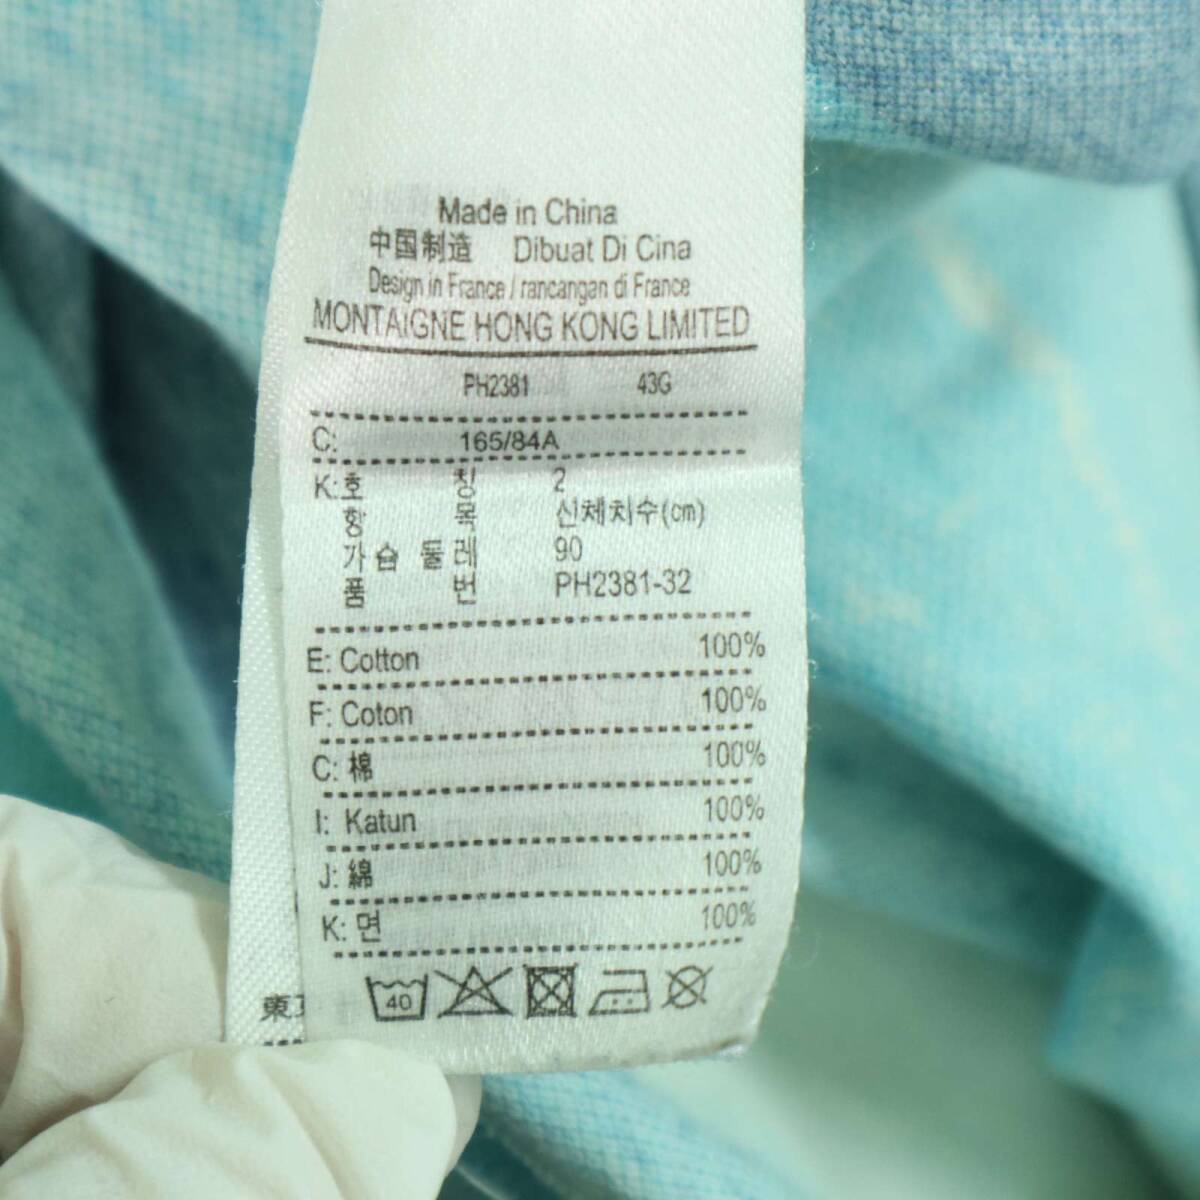 Made in China
中国制造 Dibuat Di Cina
Design in France / rancangan di France
MONTAIGNE HONG KONG LIMITED
PH2381 43G
C: 165/84A
K:호 칭 2
항 목 신체치수(cm)
가슴 둘레 90
품 번 PH2381-32
E: Cotton 100%
F: Coton 100%
C: 棉 100%
I: Katun 100%
J: 綿 100%
K: 면 100%
40
東